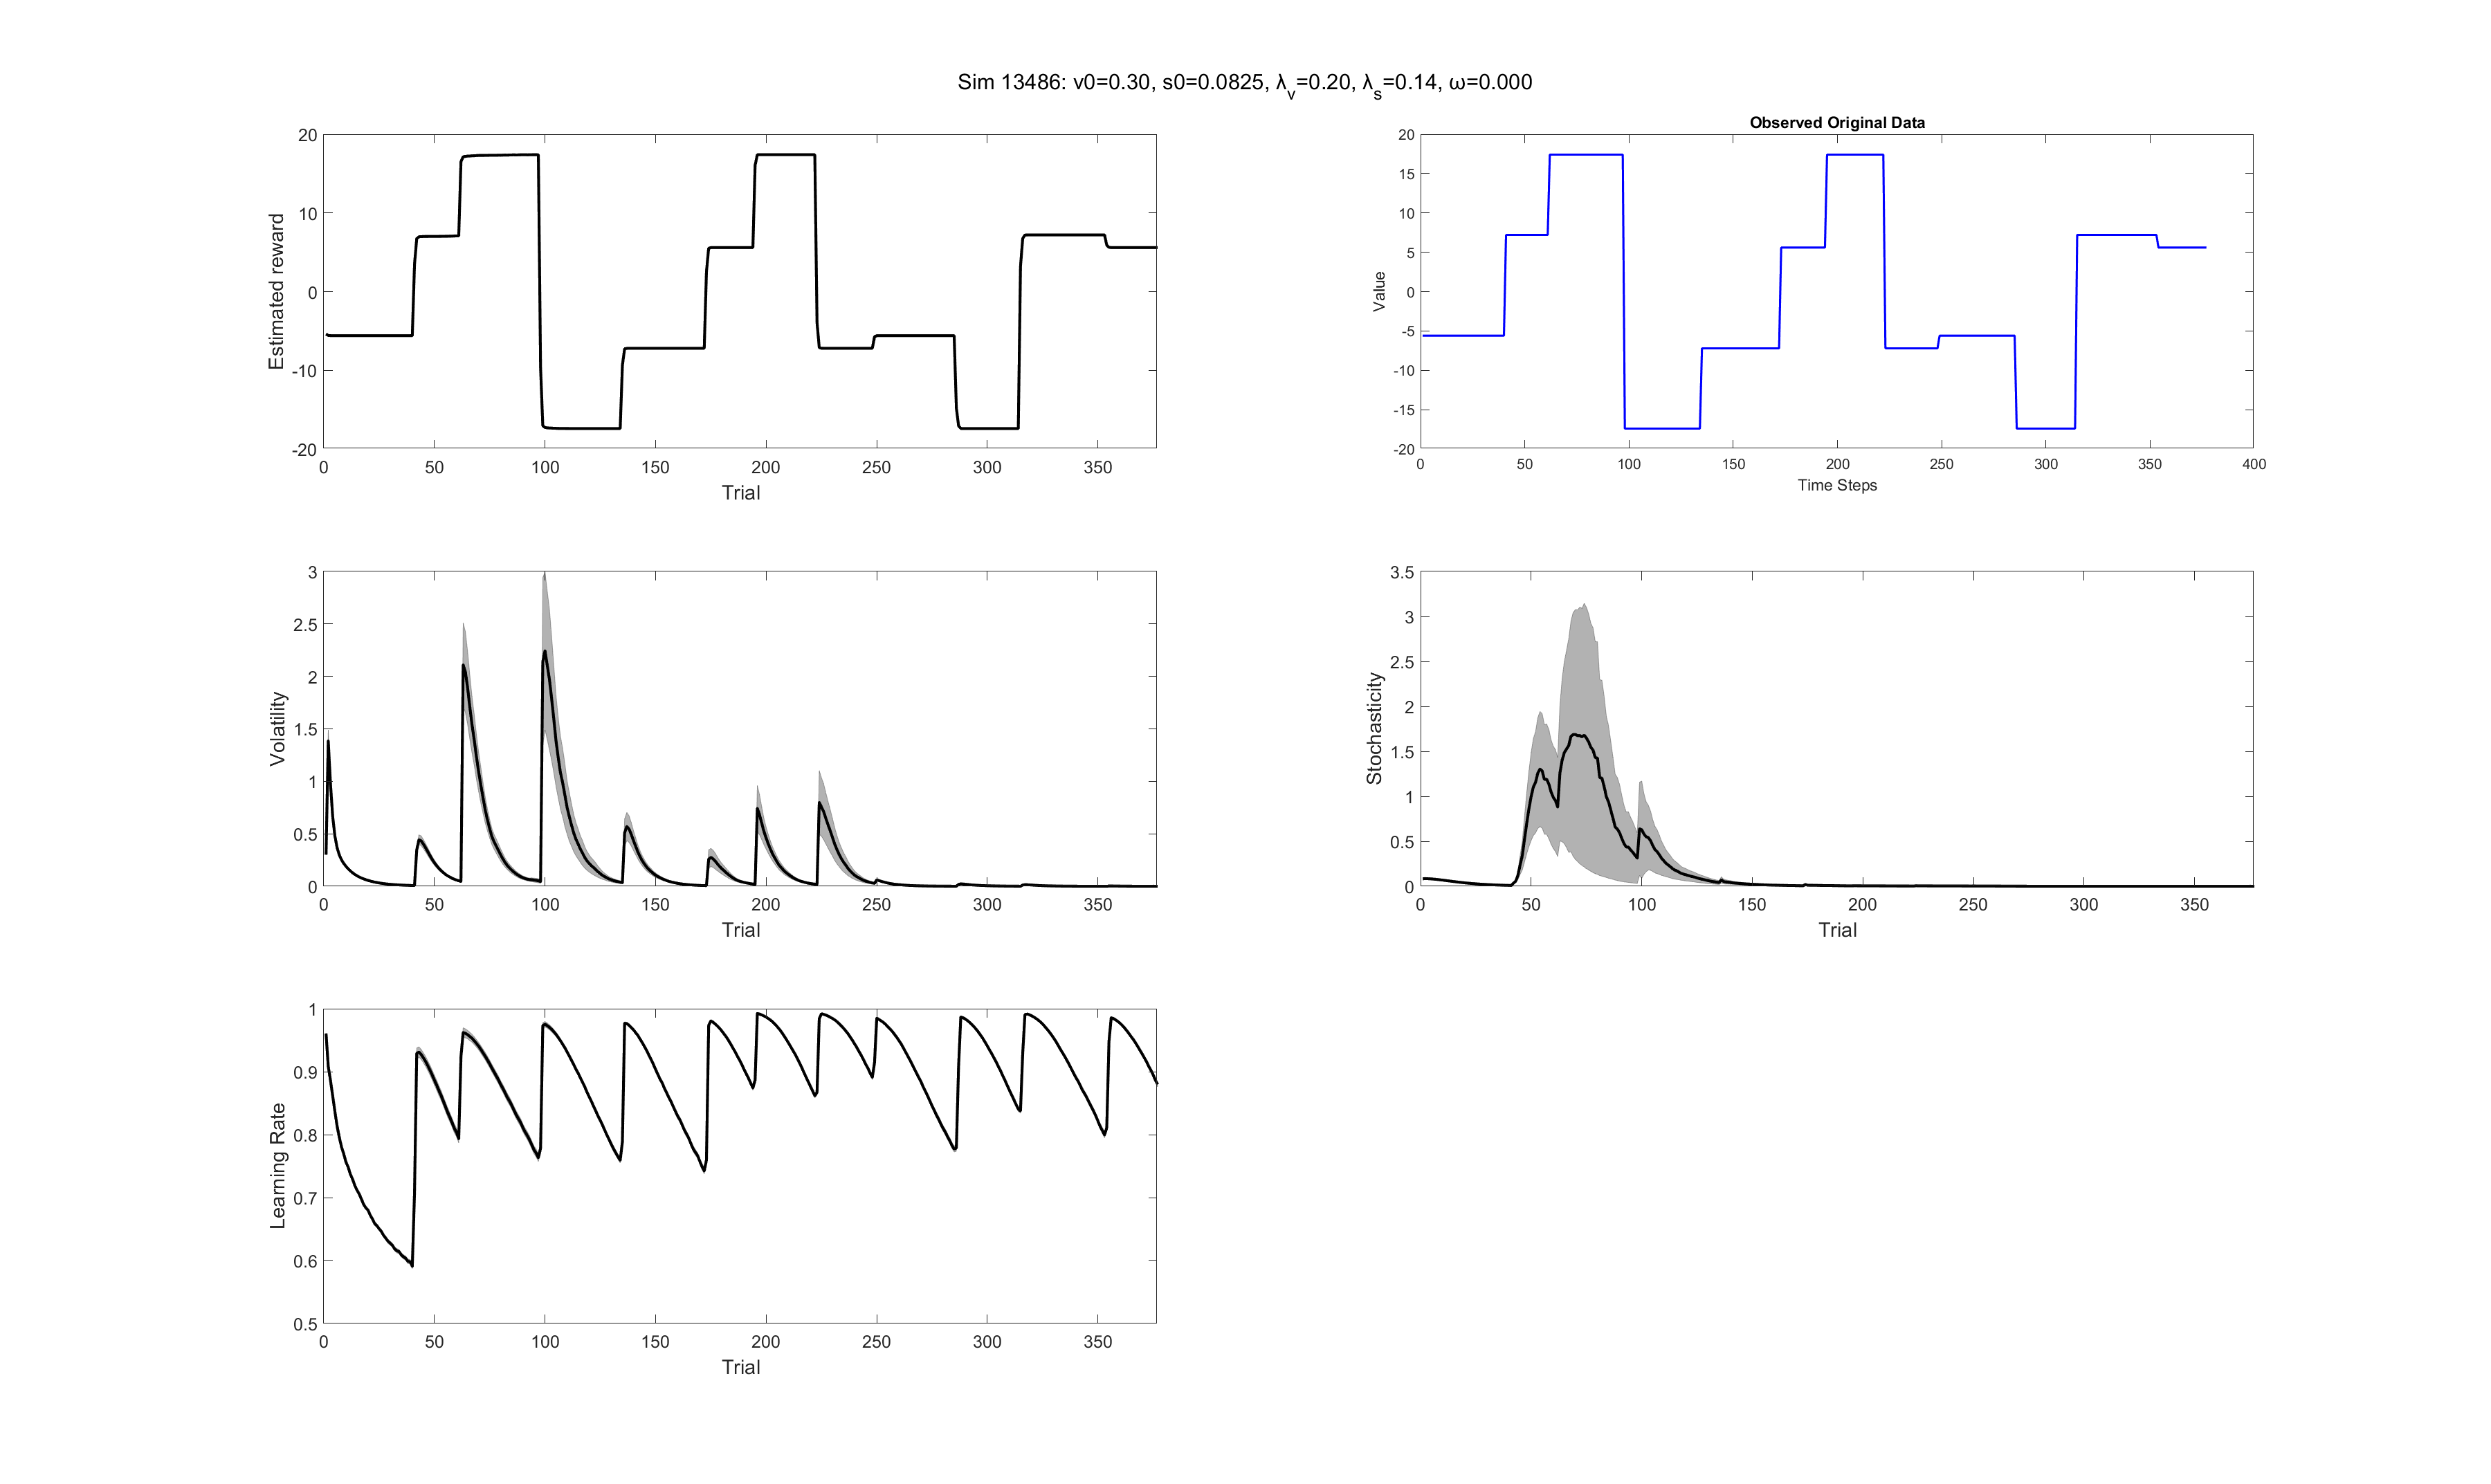 Sim 13486: v0=0.30, s0=0.0825, λv=0.20, λs=0.14, ω=0.000
20
10
0
-10
-20
Estimated reward
0 50 100 150 200 250 300 350
Trial
Observed Original Data
20
15
10
5
0
-5
-10
-15
-20
Value
0 50 100 150 200 250 300 350 400
Time Steps
3
2.5
2
1.5
1
0.5
0
Volatility
0 50 100 150 200 250 300 350
Trial
3.5
3
2.5
2
1.5
1
0.5
0
Stochasticity
0 50 100 150 200 250 300 350
Trial
1
0.9
0.8
0.7
0.6
0.5
Learning Rate
0 50 100 150 200 250 300 350
Trial